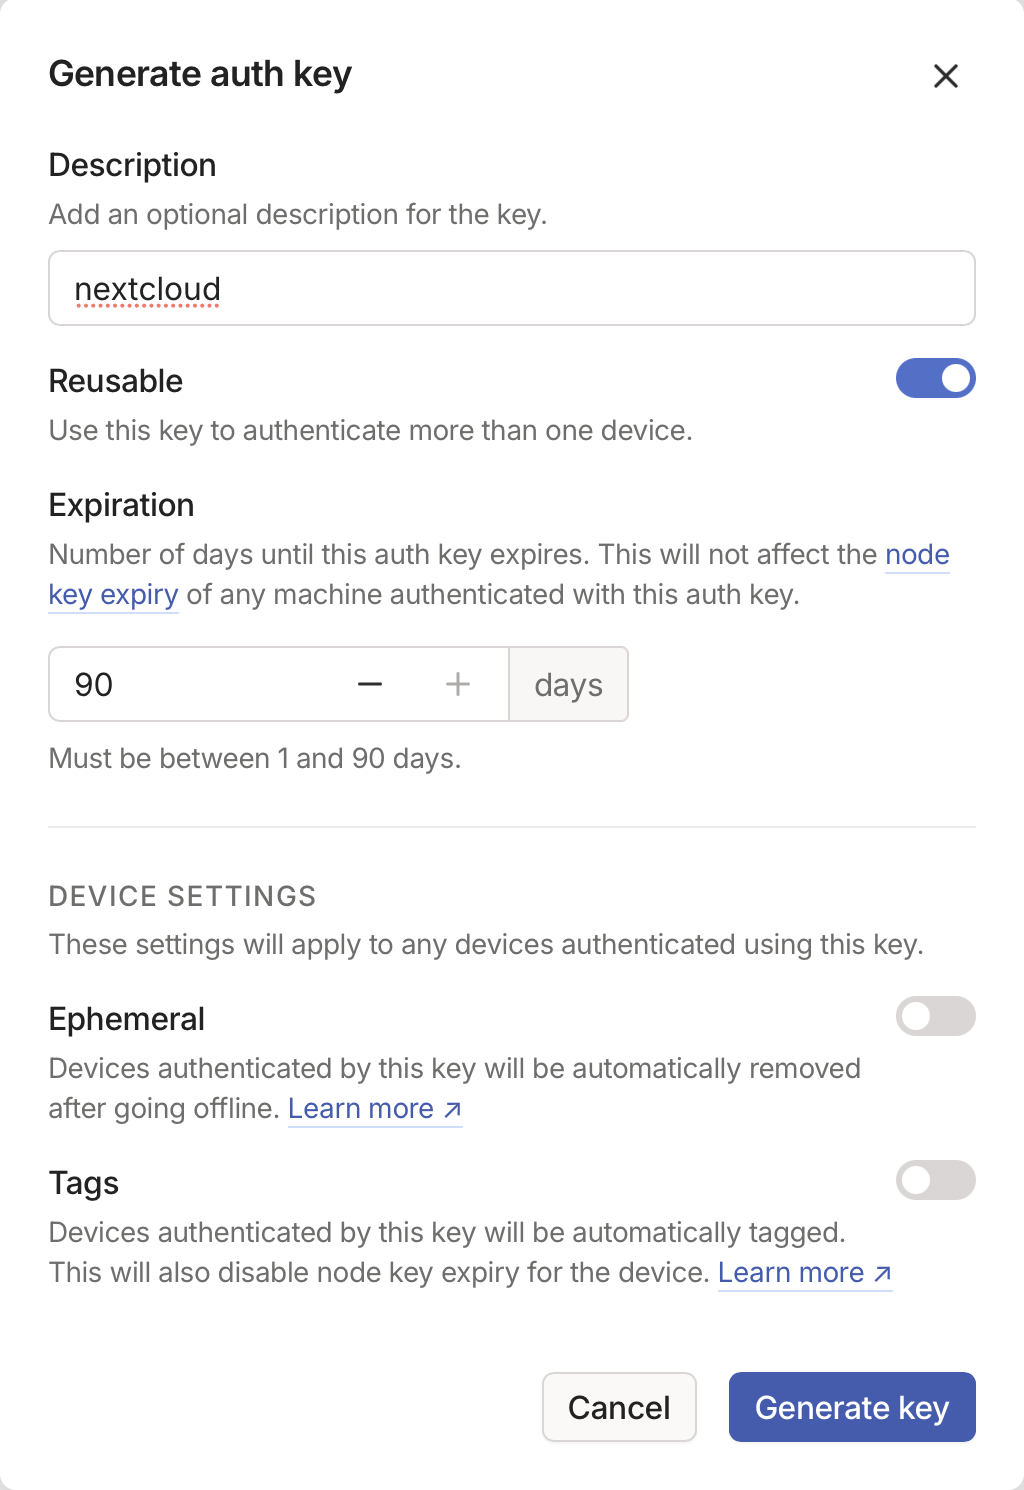 Generate auth key
Description
Add an optional description for the key.
nextcloud
Reusable
Use this key to authenticate more than one device.
Expiration
Number of days until this auth key expires. This will not affect the node
key expiry of any machine authenticated with this auth key.
90 days
Must be between 1 and 90 days.
DEVICE SETTINGS
These settings will apply to any devices authenticated using this key.
Ephemeral
Devices authenticated by this key will be automatically removed
after going offline. Learn more ↗
Tags
Devices authenticated by this key will be automatically tagged.
This will also disable node key expiry for the device. Learn more ↗
Cancel Generate key